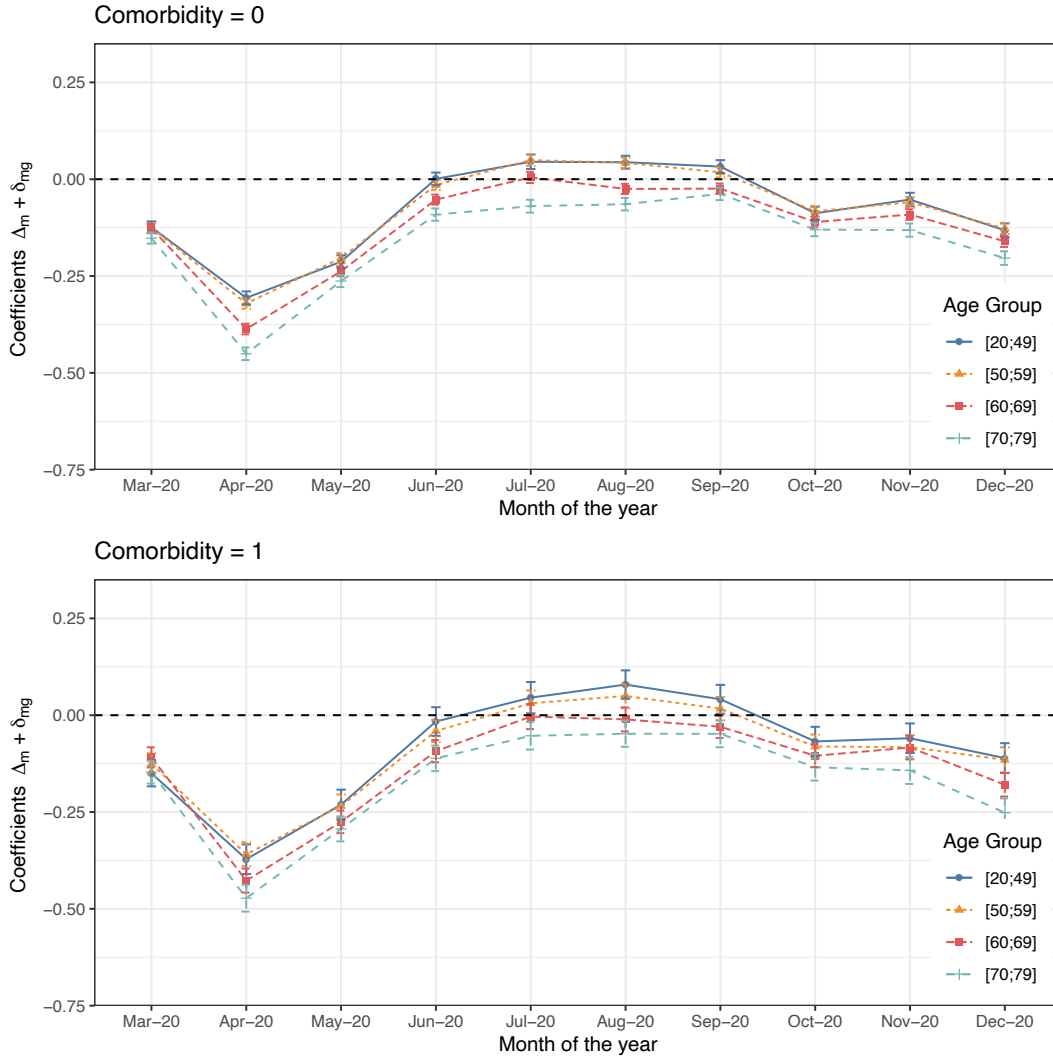 Comorbidity = 0
Coefficients Δm + δmg
0.25
0.00
−0.25
−0.50
−0.75
Age Group
[20;49]
[50;59]
[60;69]
[70;79]
Mar−20 Apr−20 May−20 Jun−20 Jul−20 Aug−20 Sep−20 Oct−20 Nov−20 Dec−20
Month of the year
Comorbidity = 1
Coefficients Δm + δmg
0.25
0.00
−0.25
−0.50
−0.75
Age Group
[20;49]
[50;59]
[60;69]
[70;79]
Mar−20 Apr−20 May−20 Jun−20 Jul−20 Aug−20 Sep−20 Oct−20 Nov−20 Dec−20
Month of the year